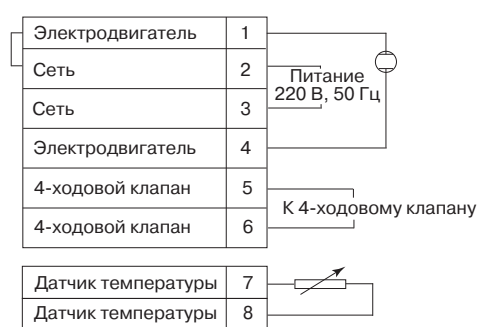 Электродвигатель 1
Сеть 2
Питание
220 В, 50 Гц
Сеть 3
Электродвигатель 4
4-ходовой клапан 5
К 4-ходовому клапану
4-ходовой клапан 6
Датчик температуры 7
Датчик температуры 8